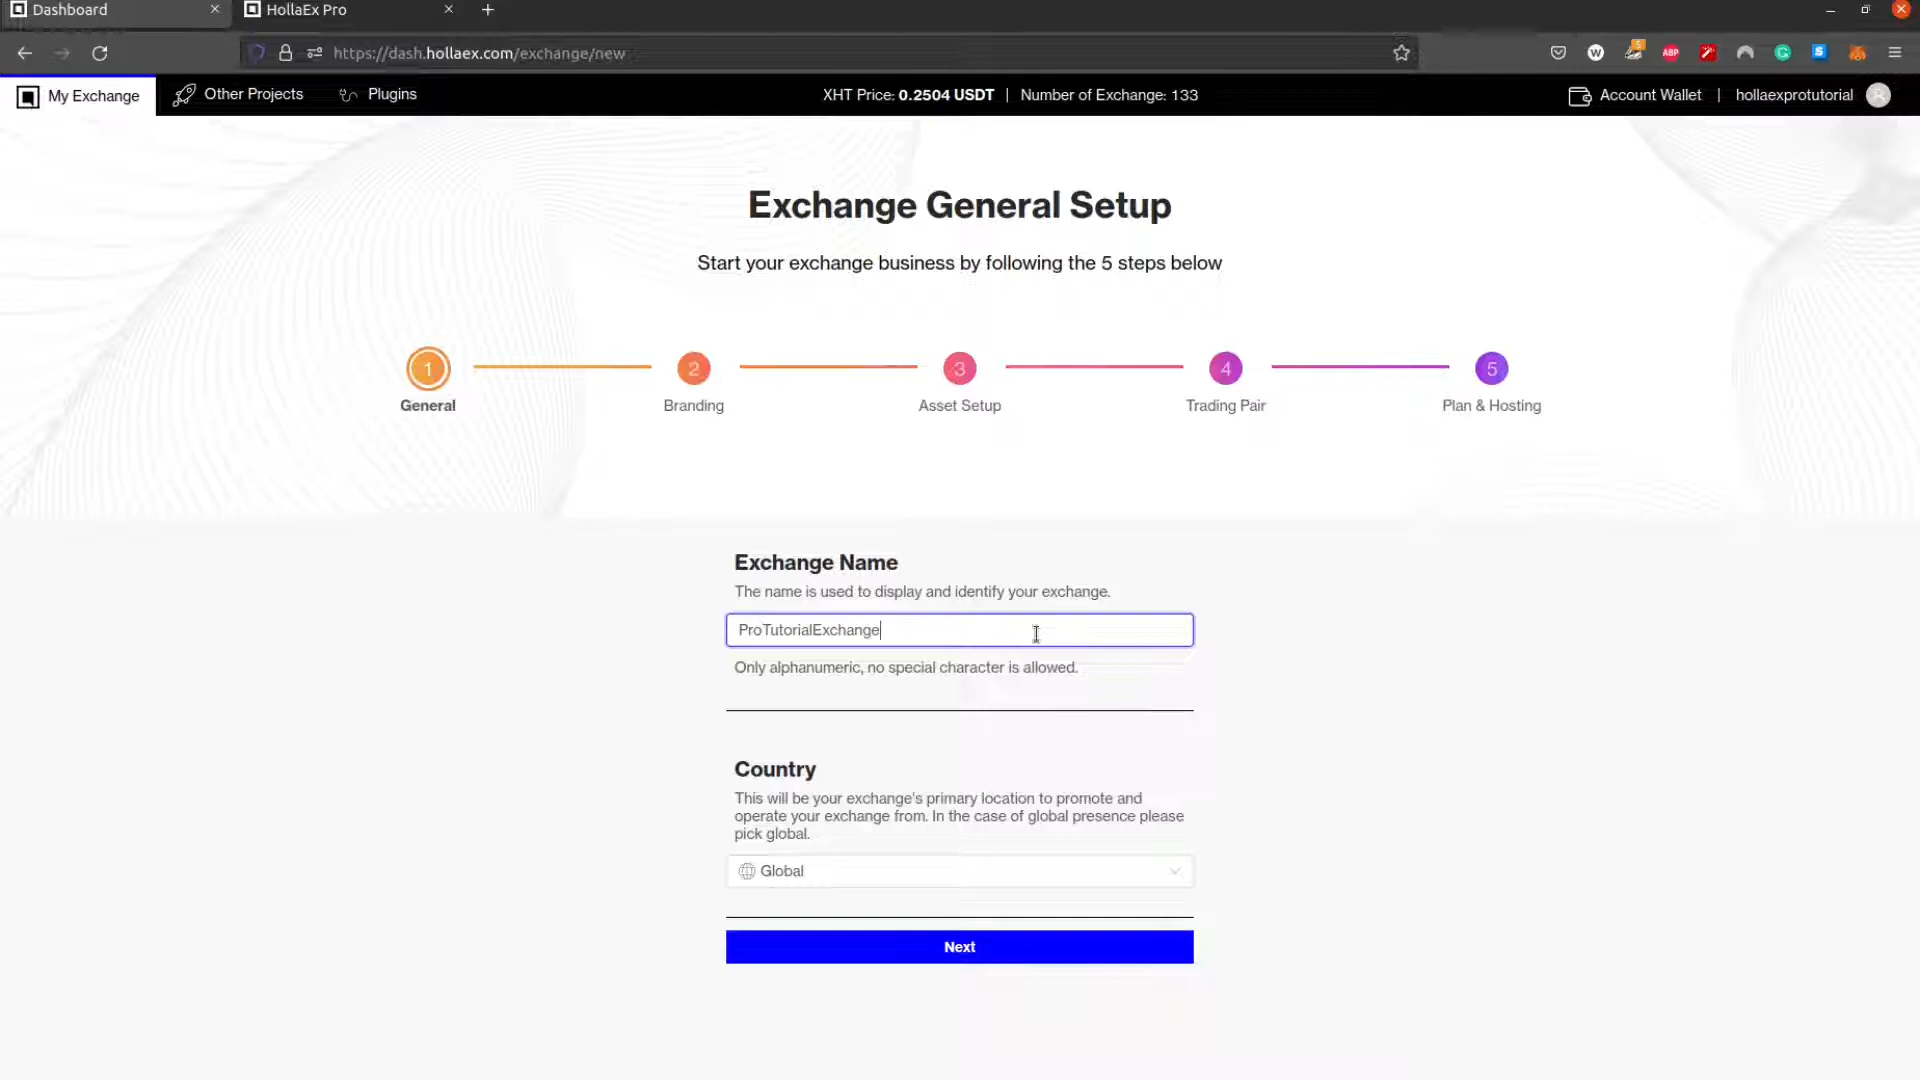 Dashboard
HollaEx Pro
https://dash.hollaex.com/exchange/new
5
ABP
My Exchange
Other Projects
Plugins
XHT Price: 0.2504 USDT | Number of Exchange: 133
Account Wallet | hollaexprotutorial
Exchange General Setup
Start your exchange business by following the 5 steps below
1
2
3
4
5
General
Branding
Asset Setup
Trading Pair
Plan & Hosting
Exchange Name
The name is used to display and identify your exchange.
ProTutorialExchange
Only alphanumeric, no special character is allowed.
Country
This will be your exchange's primary location to promote and
operate your exchange from. In the case of global presence please
pick global.
Global
Next